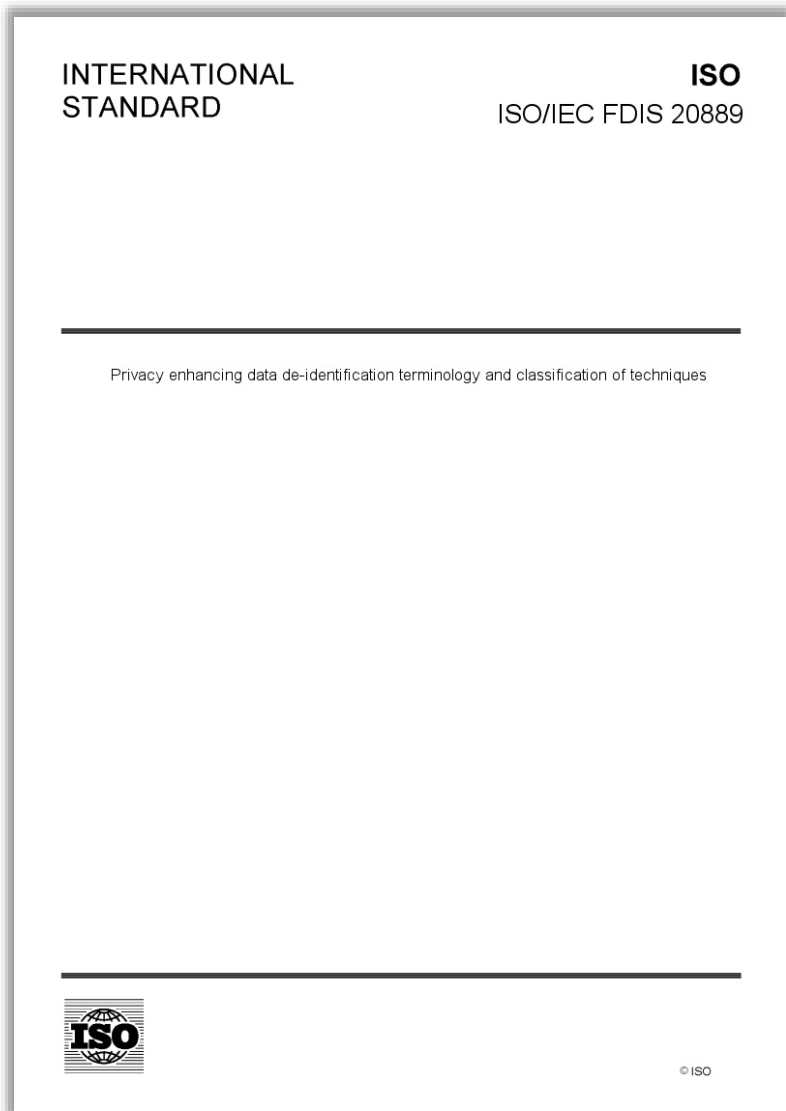 INTERNATIONAL
STANDARD
ISO
ISO/IEC FDIS 20889
Privacy enhancing data de-identification terminology and classification of techniques
ISO
© ISO